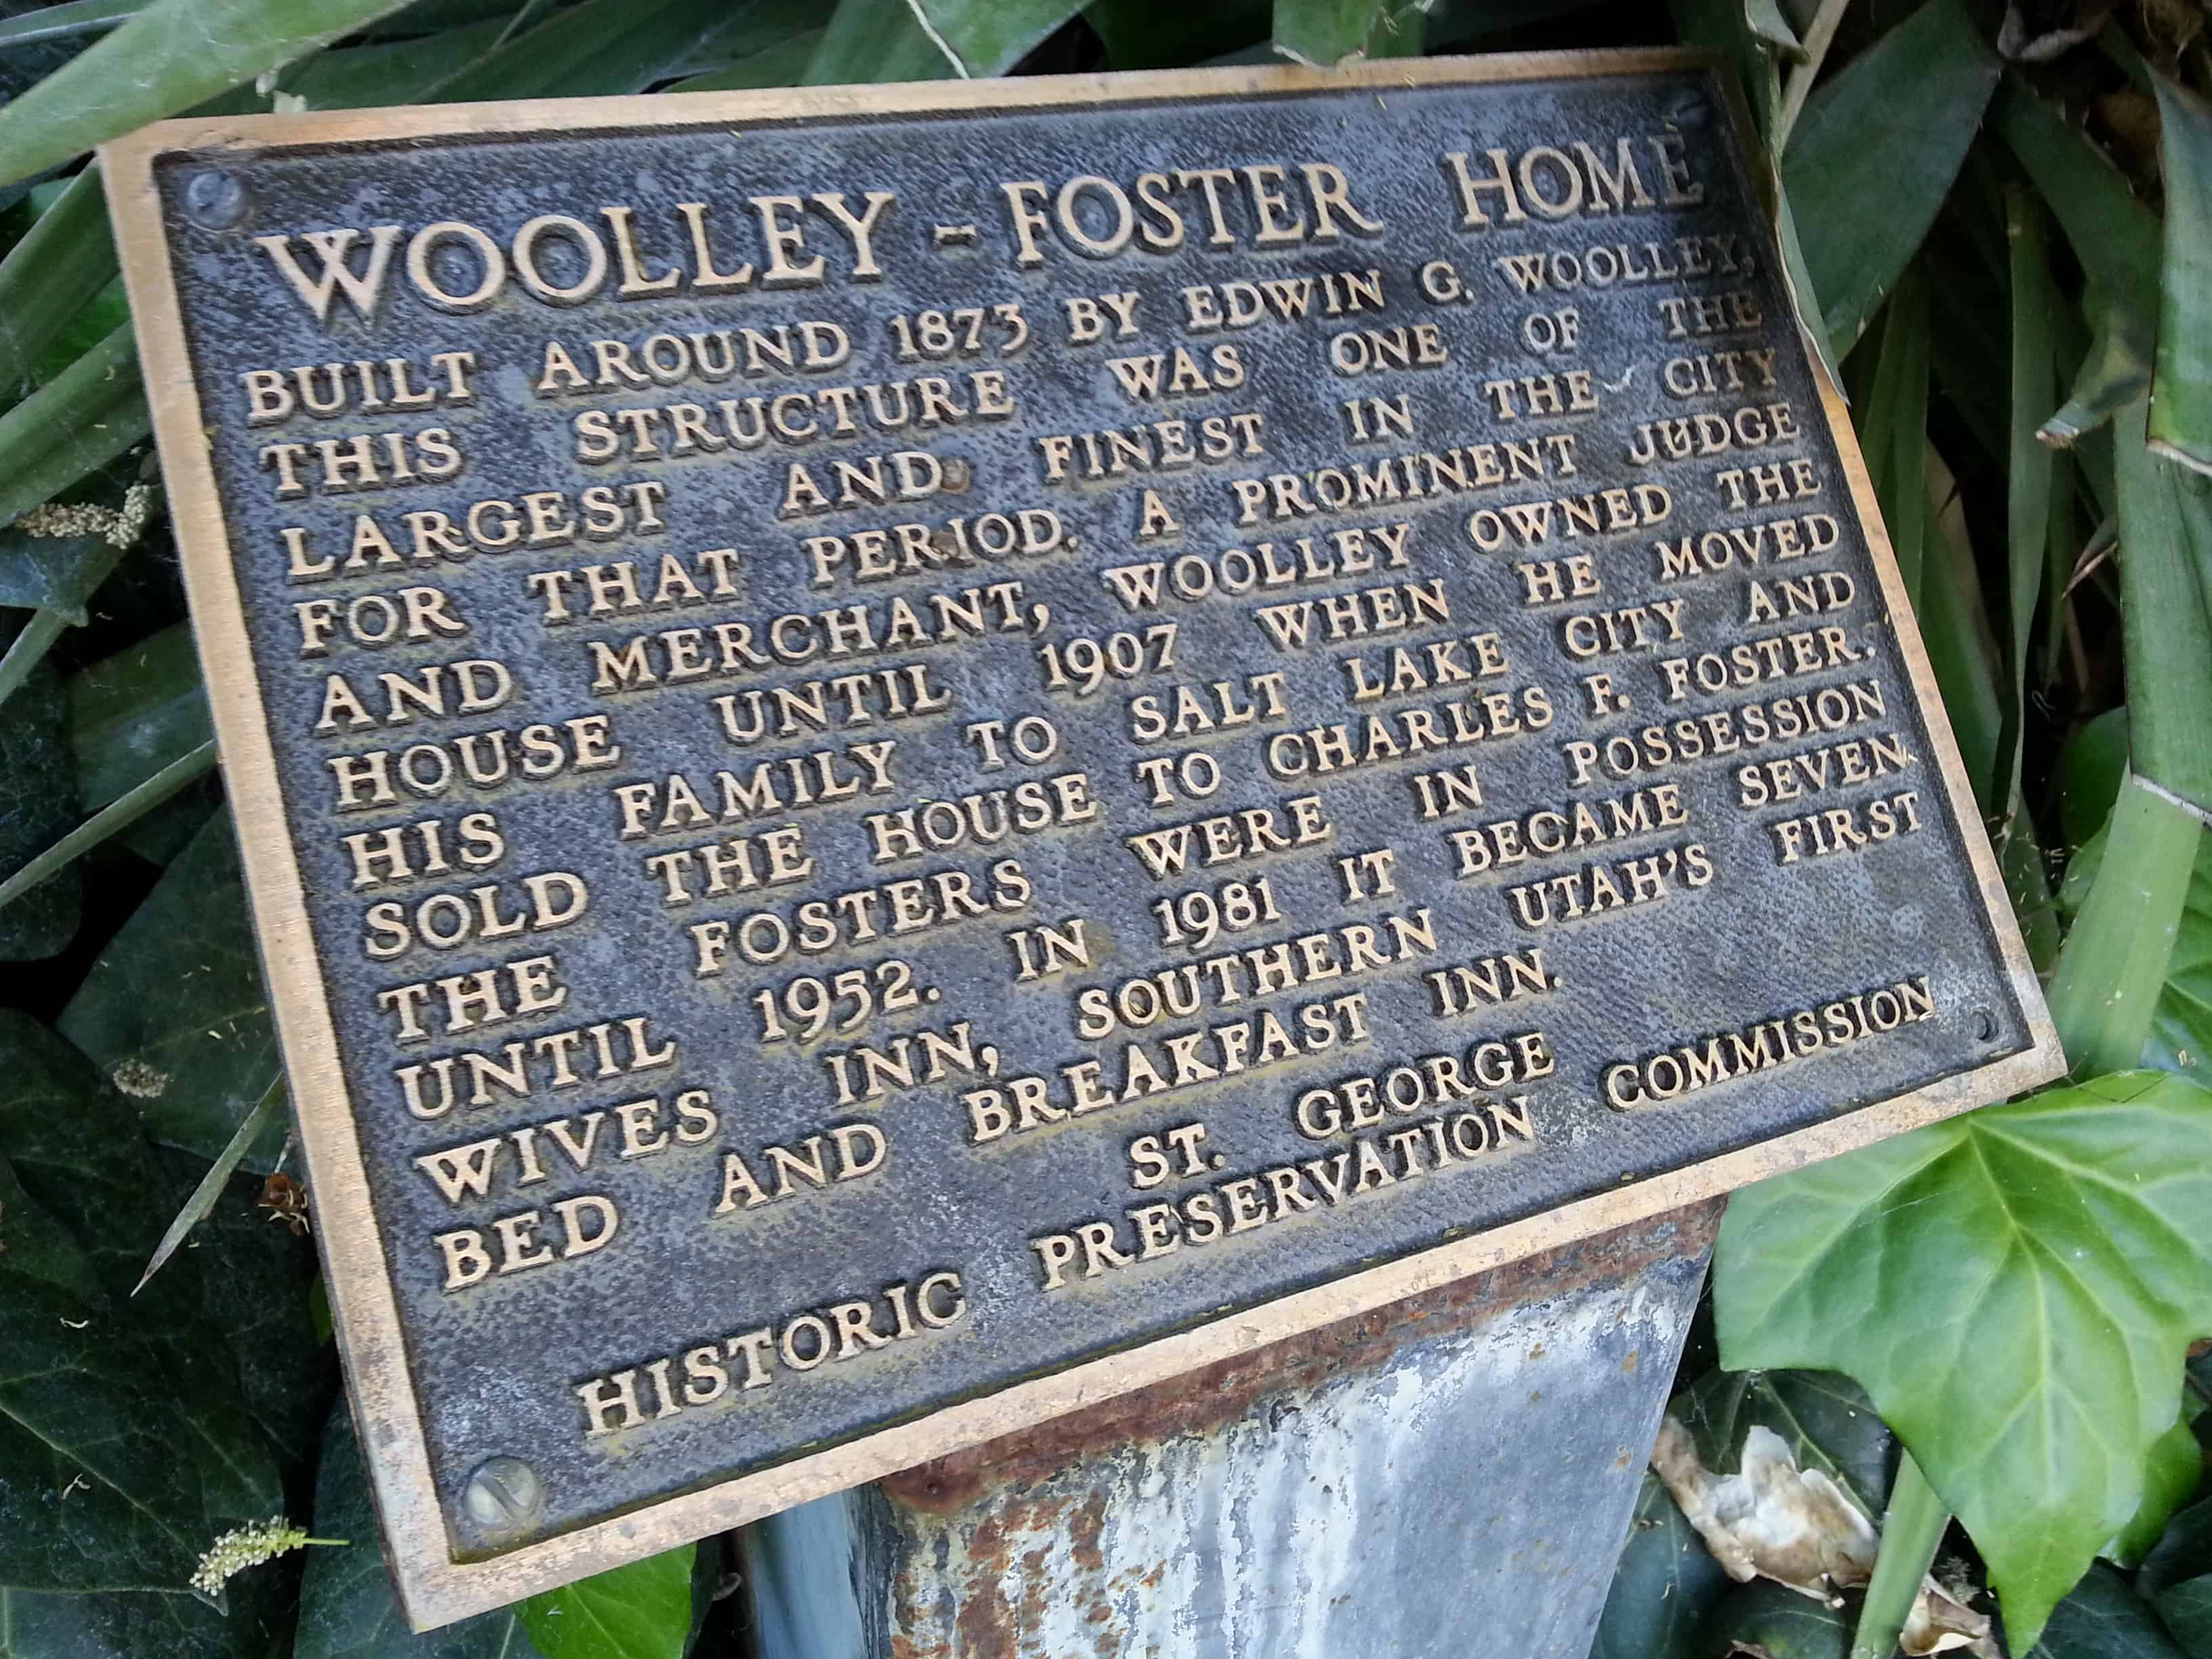 WOOLLEY - FOSTER HOME
BUILT AROUND 1873 BY EDWIN G. WOOLLEY,
THIS STRUCTURE WAS ONE OF THE
LARGEST AND FINEST IN THE CITY
FOR THAT PERIOD. A PROMINENT JUDGE
AND MERCHANT, WOOLLEY OWNED THE
HOUSE UNTIL 1907 WHEN HE MOVED
HIS FAMILY TO SALT LAKE CITY AND
SOLD THE HOUSE TO CHARLES F. FOSTER.
THE FOSTERS WERE IN POSSESSION
UNTIL 1952. IN 1981 IT BECAME SEVEN
WIVES INN, SOUTHERN UTAH'S FIRST
BED AND BREAKFAST INN.
ST. GEORGE
HISTORIC PRESERVATION COMMISSION